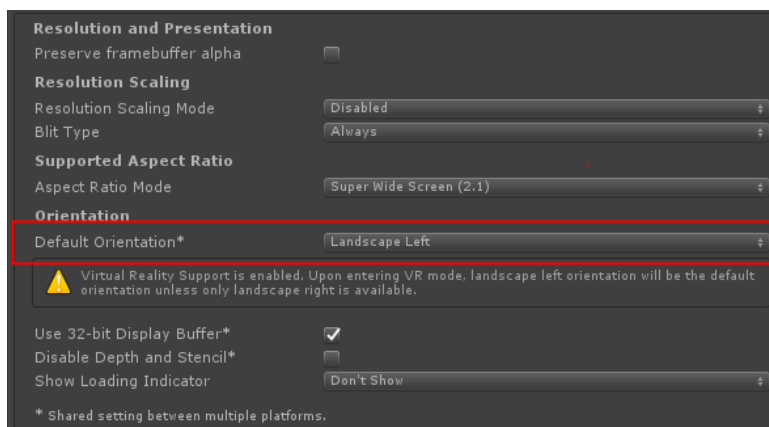 Resolution and Presentation
Preserve framebuffer alpha
Resolution Scaling
Resolution Scaling Mode Disabled
Blit Type Always
Supported Aspect Ratio
Aspect Ratio Mode Super Wide Screen (2.1)
Orientation
Default Orientation* Landscape Left
Virtual Reality Support is enabled. Upon entering VR mode, landscape left orientation will be the default
orientation unless only landscape right is available.
Use 32-bit Display Buffer*
Disable Depth and Stencil*
Show Loading Indicator Don't Show
* Shared setting between multiple platforms.